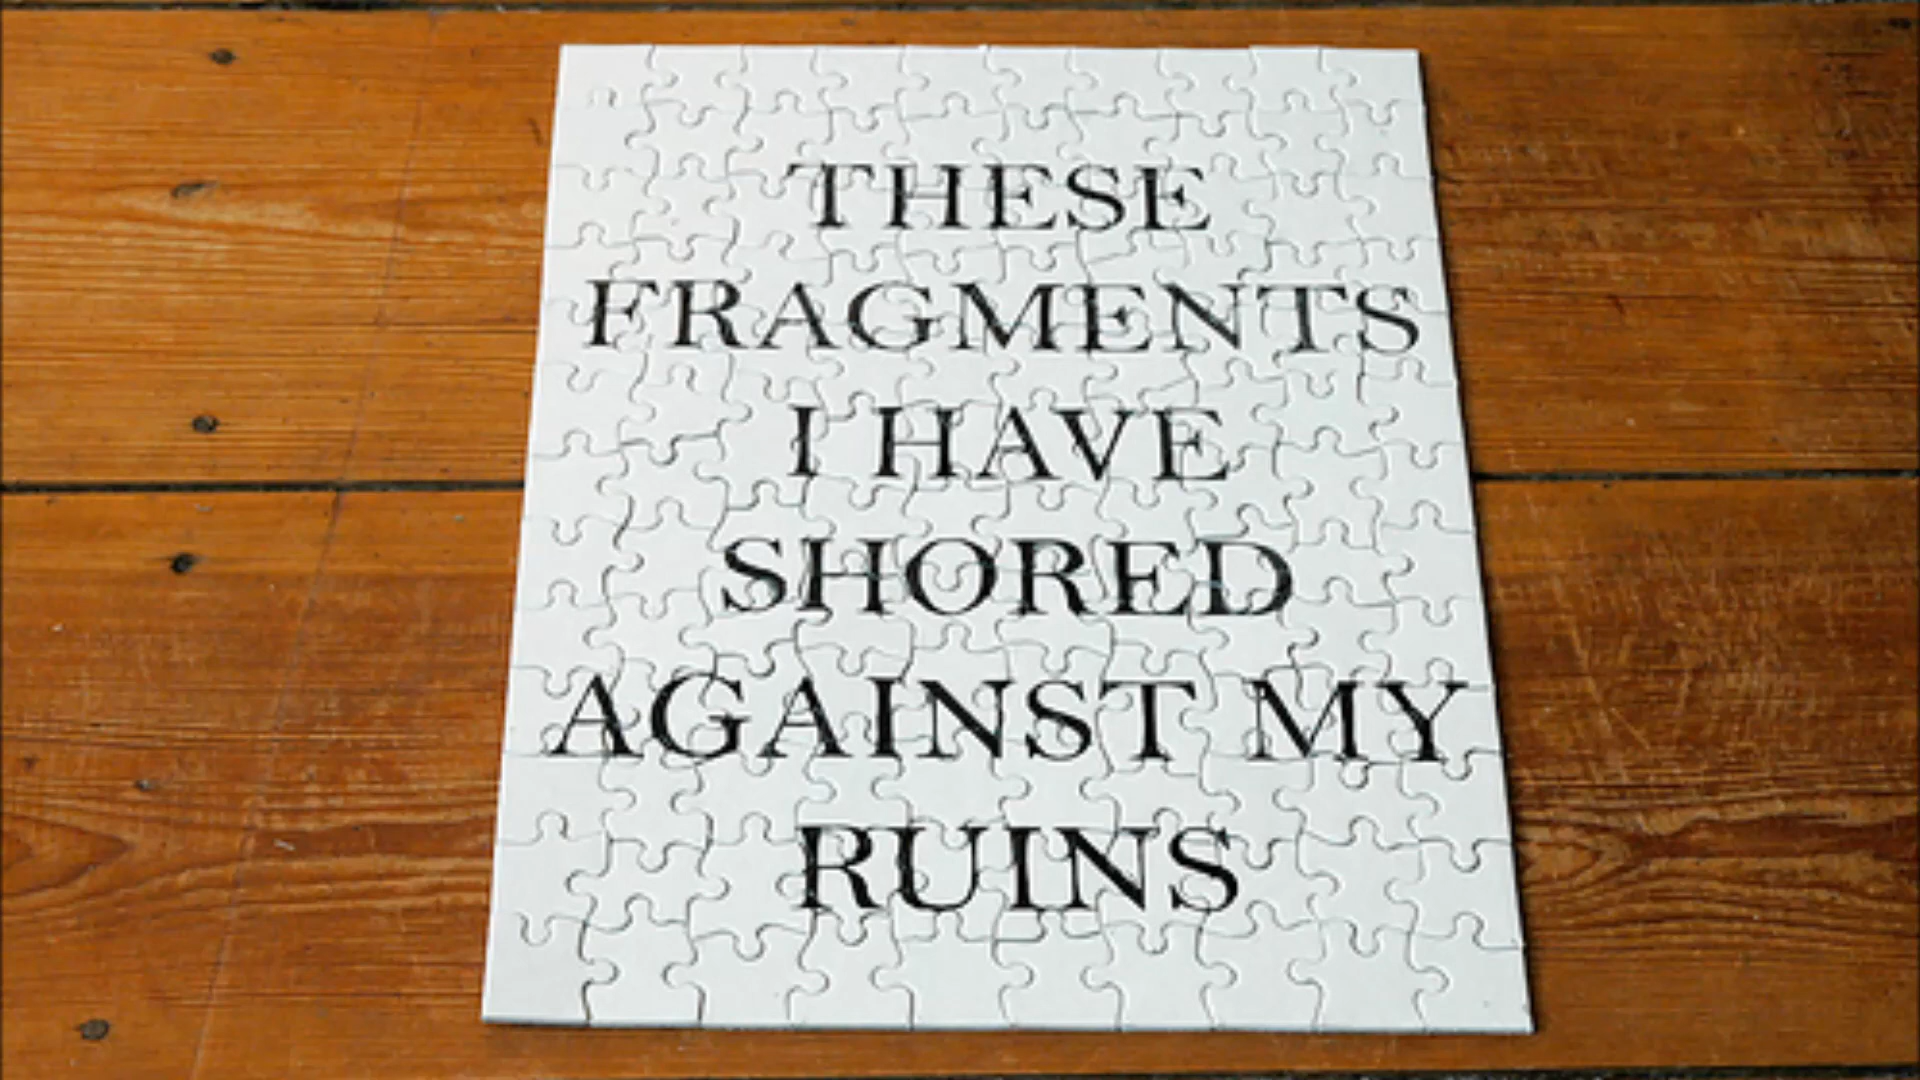 THESE
FRAGMENTS
I HAVE
SHORED
AGAINST MY
RUINS